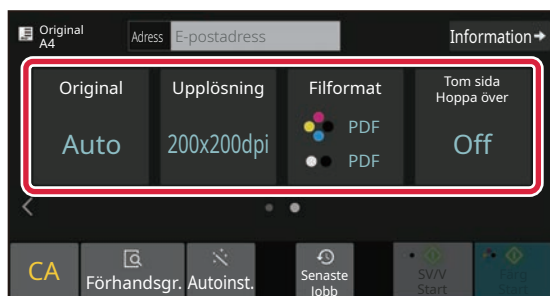 Original
A4
Adress
E-postadress
Information
Original
Upplösning
Filformat
Tom sida
Hoppa över
Auto
200x200dpi
PDF
PDF
Off
CA
Förhandsgr.
Autoinst.
Senaste
Jobb
SV/V
Start
Färg
Start